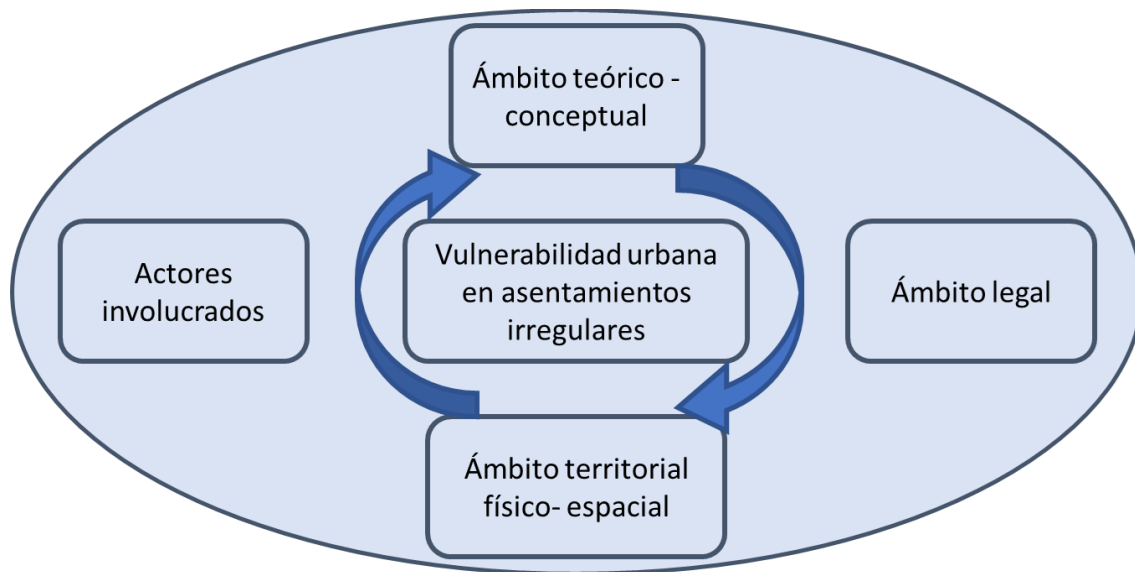 Ámbito teórico -
conceptual
Actores
involucrados
Vulnerabilidad urbana
en asentamientos
irregulares
Ámbito legal
Ámbito territorial
físico- espacial